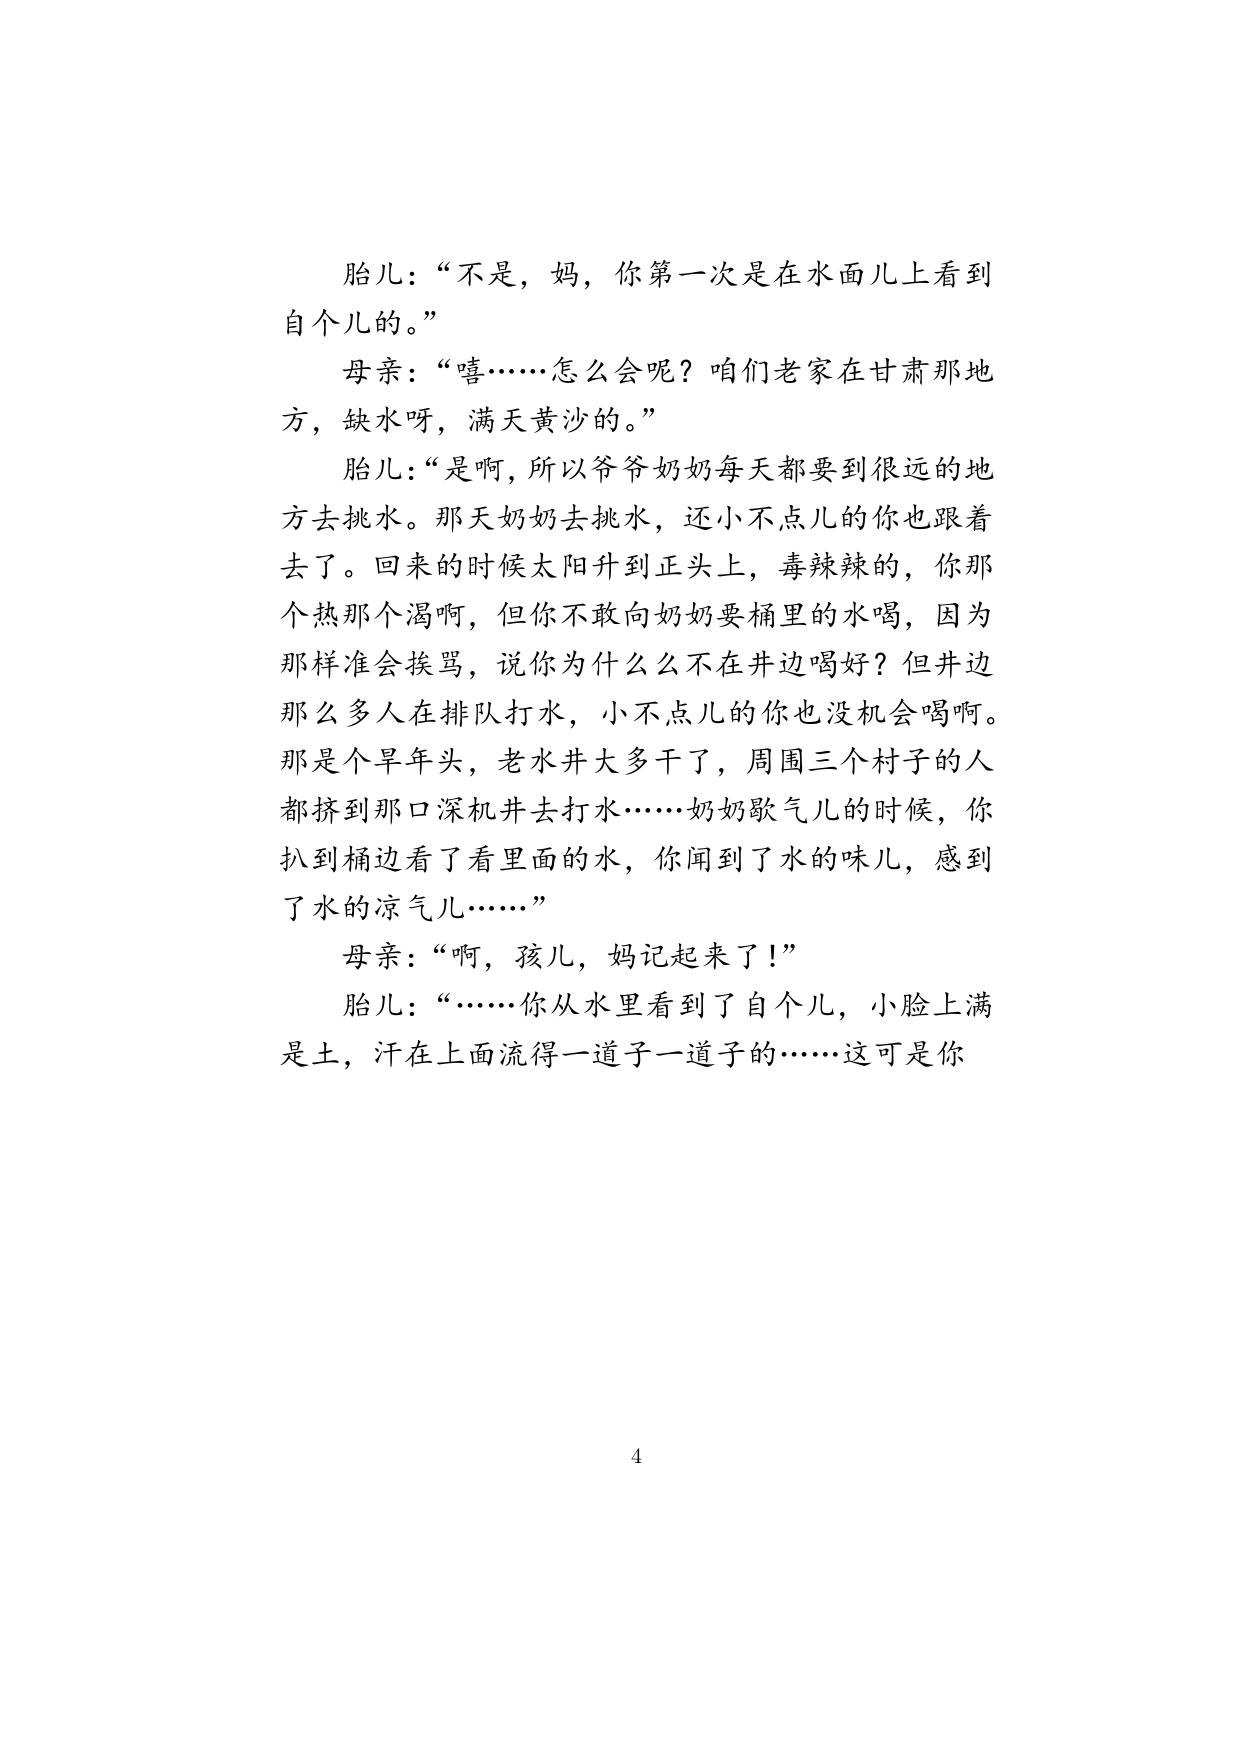 胎儿：“不是，妈，你第一次是在水面儿上看到
自个儿的。”
母亲：“嘻……怎么会呢？咱们老家在甘肃那地
方，缺水呀，满天黄沙的。”
胎儿：“是啊，所以爷爷奶奶每天都要到很远的地
方去挑水。那天奶奶去挑水，还小不点儿的你也跟着
去了。回来的时候太阳升到正头上，毒辣辣的，你那
个热那个渴啊，但你不敢向奶奶要桶里的水喝，因为
那样准会挨骂，说你为什么么不在井边喝好？但井边
那么多人在排队打水，小不点儿的你也没机会喝啊。
那是个旱年头，老水井大多干了，周围三个村子的人
都挤到那口深机井去打水……奶奶歇气儿的时候，你
扒到桶边看了看里面的水，你闻到了水的味儿，感到
了水的凉气儿……”
母亲：“啊，孩儿，妈记起来了！”
胎儿：“……你从水里看到了自个儿，小脸上满
是土，汗在上面流得一道子一道子的……这可是你
4